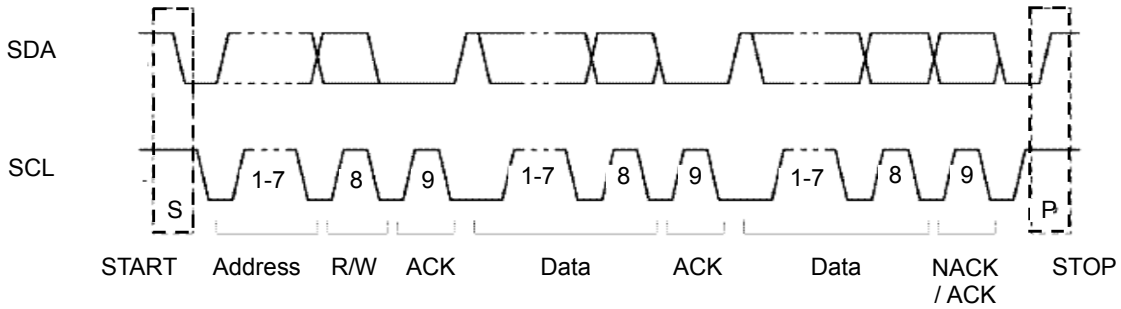 SDA
SCL
1-7
8
9
1-7
8
9
1-7
8
9
S
P
START
Address
R/W
ACK
Data
ACK
Data
NACK
/ ACK
STOP